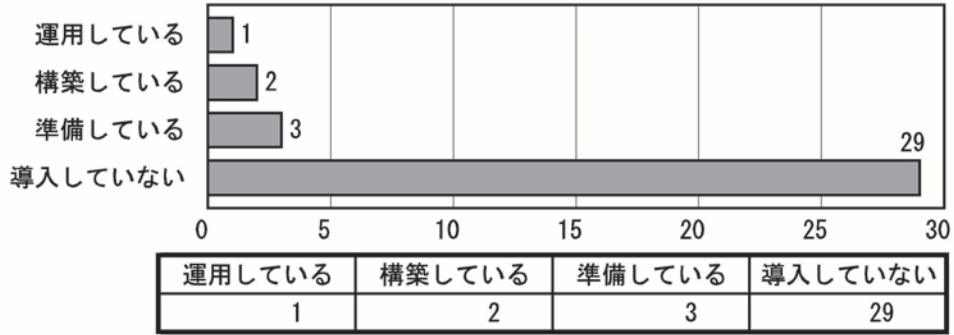 運用している 1
構築している 2
準備している 3
導入していない 29
0 5 10 15 20 25 30
運用している 構築している 準備している 導入していない
1 2 3 29